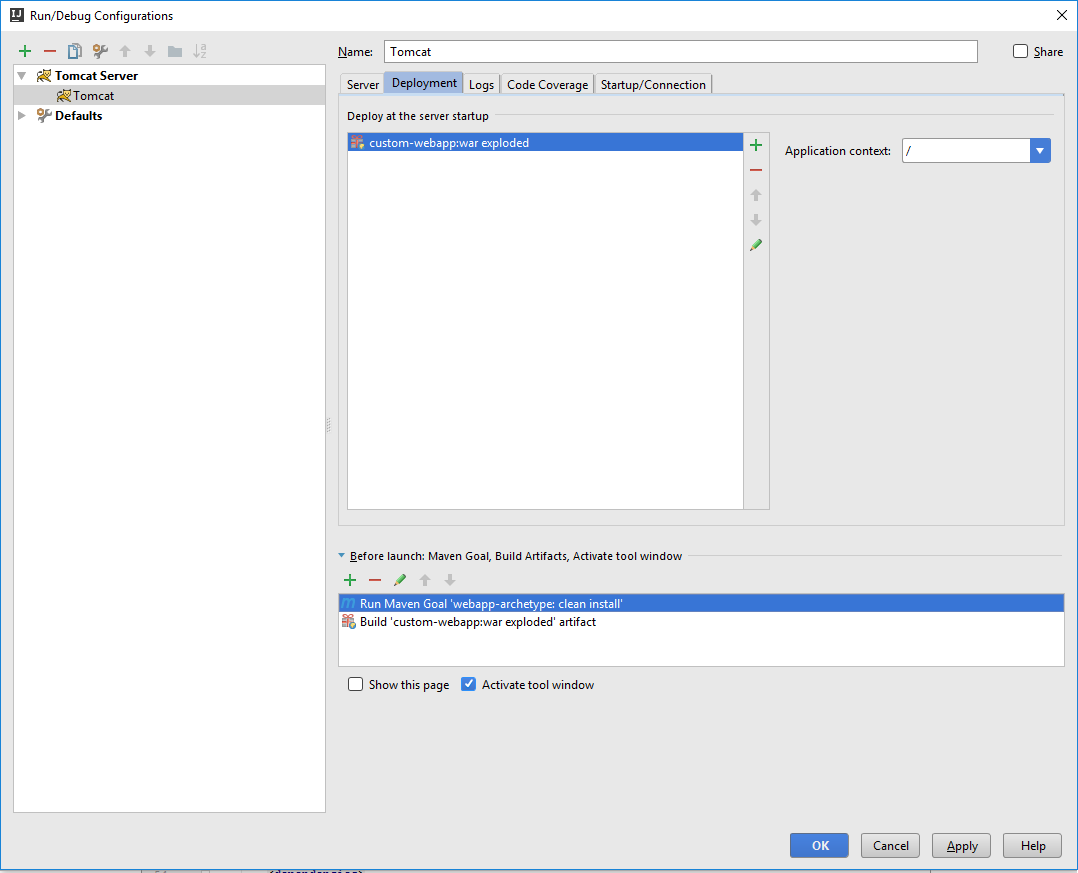 Run/Debug Configurations
Name: Tomcat Share
Tomcat Server
Tomcat
Defaults
Server Deployment Logs Code Coverage Startup/Connection
Deploy at the server startup
custom-webapp:war exploded
Application context: /
Before launch: Maven Goal, Build Artifacts, Activate tool window
Run Maven Goal 'webapp-archetype: clean install'
Build 'custom-webapp:war exploded' artifact
Show this page Activate tool window
OK Cancel Apply Help